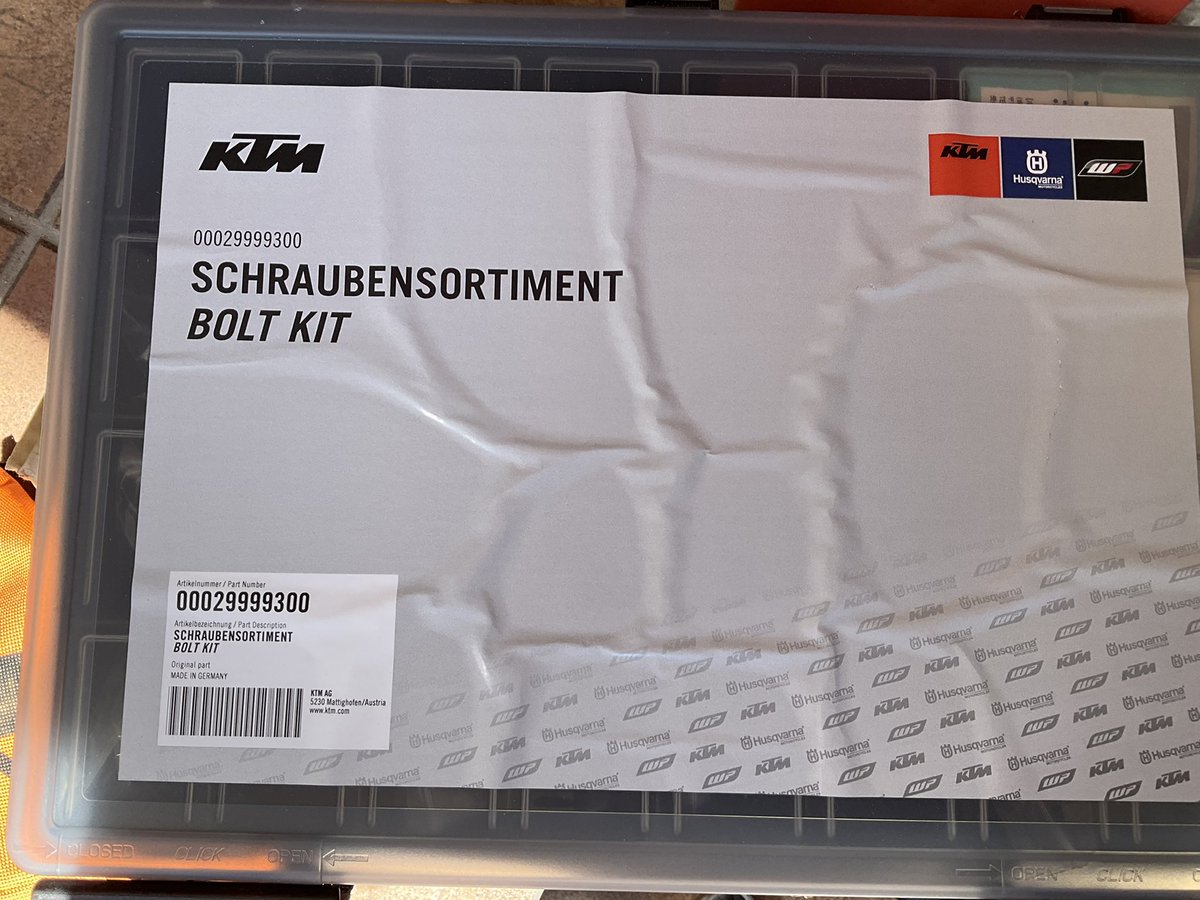 KTM
KTM
Husqvarna
MOTORCYCLES
WP
00029999300
SCHRAUBENSORTIMENT
BOLT KIT
Artikelnummer / Part Number
00029999300
Artikelbezeichnung / Part Description
SCHRAUBENSORTIMENT
BOLT KIT
Original part
MADE IN GERMANY
KTM AG
5230 Mattighofen/Austria
www.ktm.com
CLOSED CLICK OPEN
OPEN CLICK